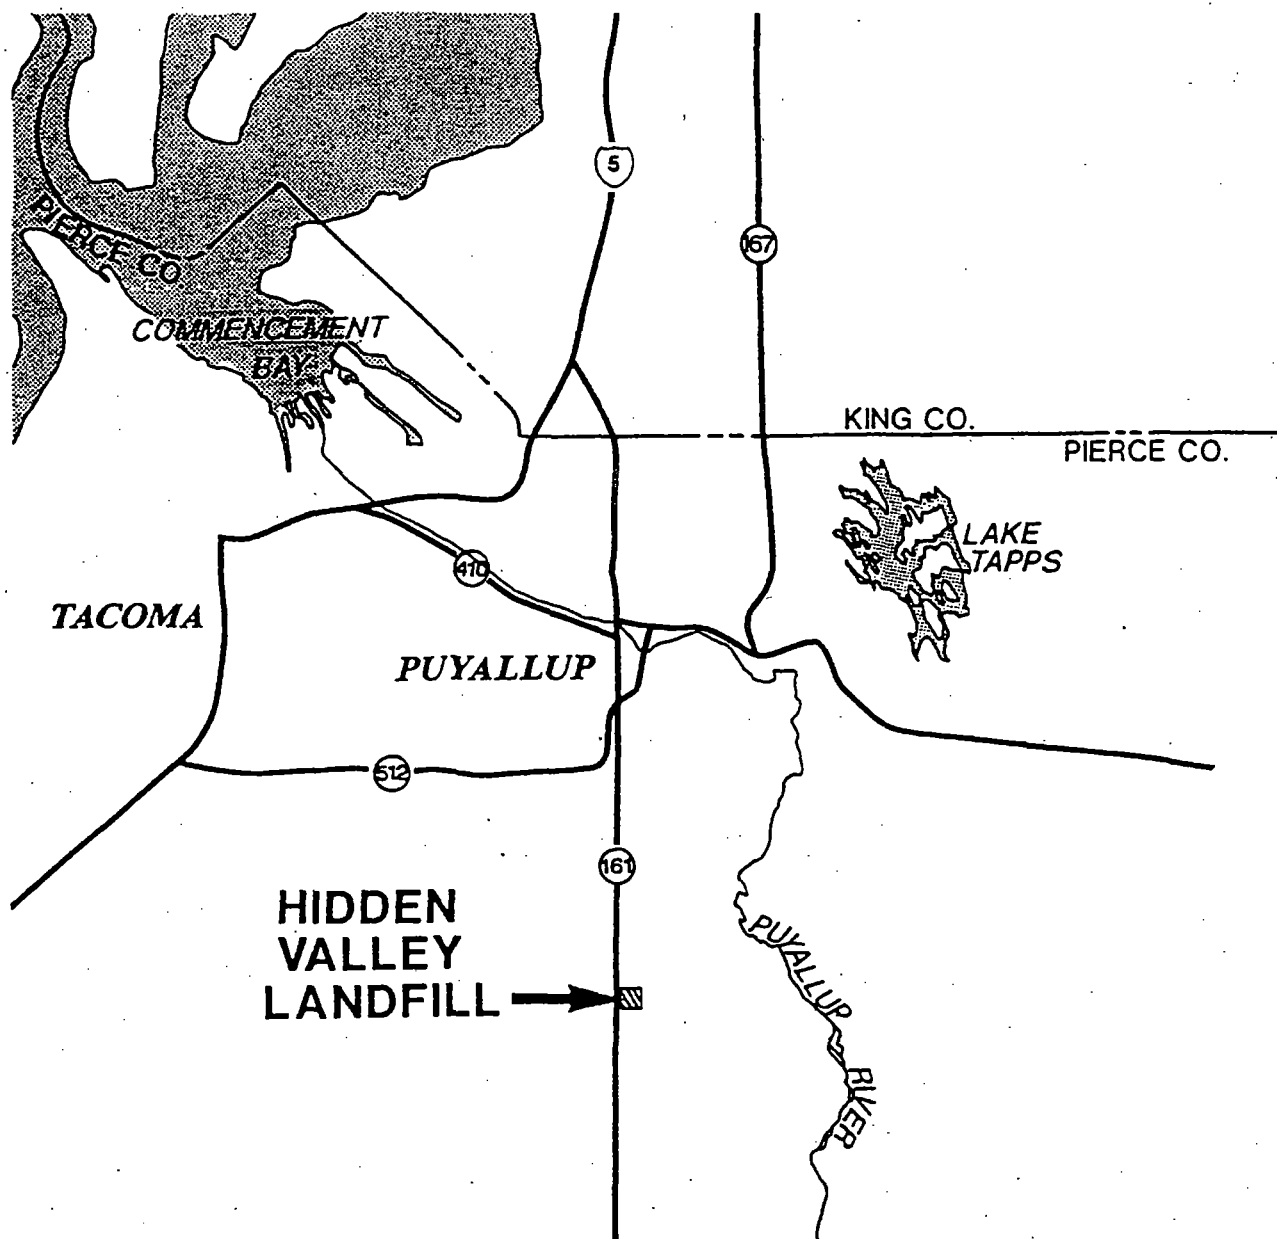 5
167
PIERCE CO
COMMENCEMENT
BAY
KING CO.
PIERCE CO.
LAKE
TAPPS
410
TACOMA
PUYALLUP
512
161
HIDDEN
VALLEY
LANDFILL
PUYALLUP
RIVER